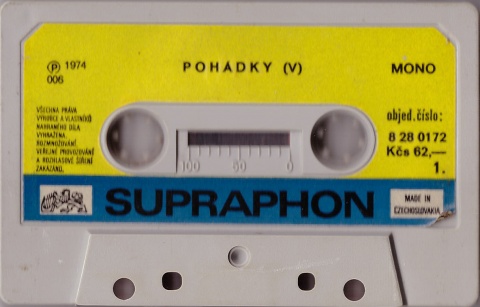 ℗ 1974
006
POHÁDKY (V)
MONO
VŠECHNA PRÁVA
VÝROBCE A VLASTNÍKŮ
NAHRANÉHO DÍLA
VYHRAZENA.
ROZMNOŽOVÁNÍ,
VEŘEJNÉ PROVOZOVÁNÍ
A ROZHLASOVÉ ŠÍŘENÍ
ZAKÁZÁNO.
objed. číslo:
8 28 0172
Kčs 62,—
1.
100 50 0
SUPRAPHON
MADE IN
CZECHOSLOVAKIA